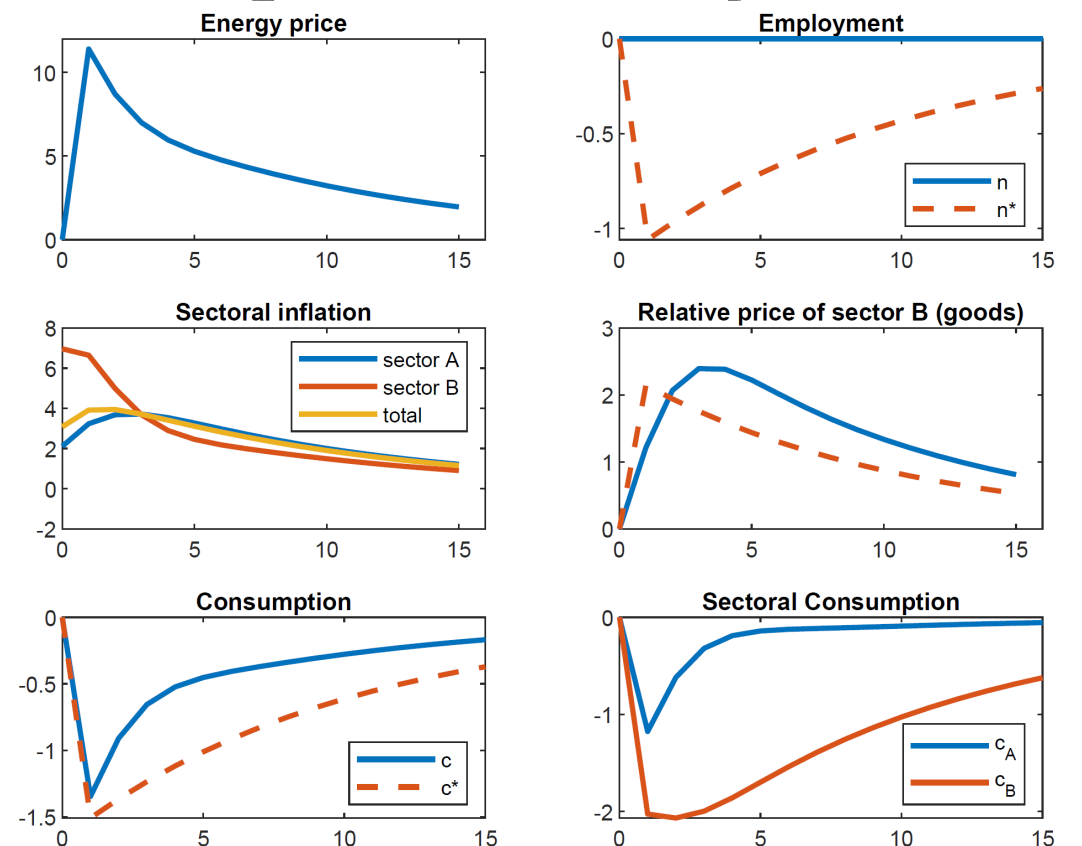 Energy price
10
5
0
0 5 10 15
Employment
0
-0.5
-1
n
n*
0 5 10 15
Sectoral inflation
8
6
4
2
0
-2
sector A
sector B
total
0 5 10 15
Relative price of sector B (goods)
3
2
1
0
0 5 10 15
Consumption
0
-0.5
-1
-1.5
c
c*
0 5 10 15
Sectoral Consumption
0
-1
-2
c_A
c_B
0 5 10 15